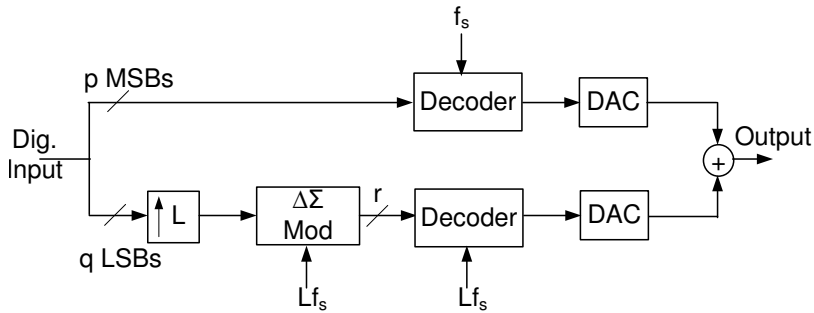 fₛ
p MSBs
Decoder
DAC
Dig.
Input
Output
+
L
ΔΣ
Mod
r
Decoder
DAC
q LSBs
Lfₛ
Lfₛ